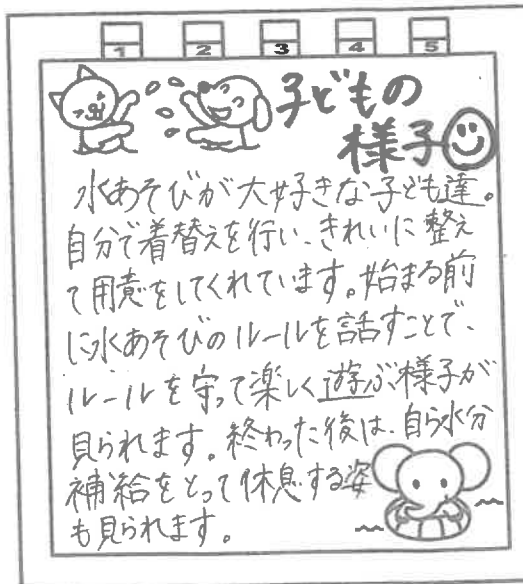 1 2 3 4 5
子どもの
様子
水あそびが大好きな子ども達。
自分で着替えを行い、きれいに整え
て用意をしてくれています。始まる前
に水あそびのルールを話すことで、
ルールを守って楽しく遊ぶ様子が
見られます。終わった後は、自ら水分
補給をとって休息する姿
も見られます。